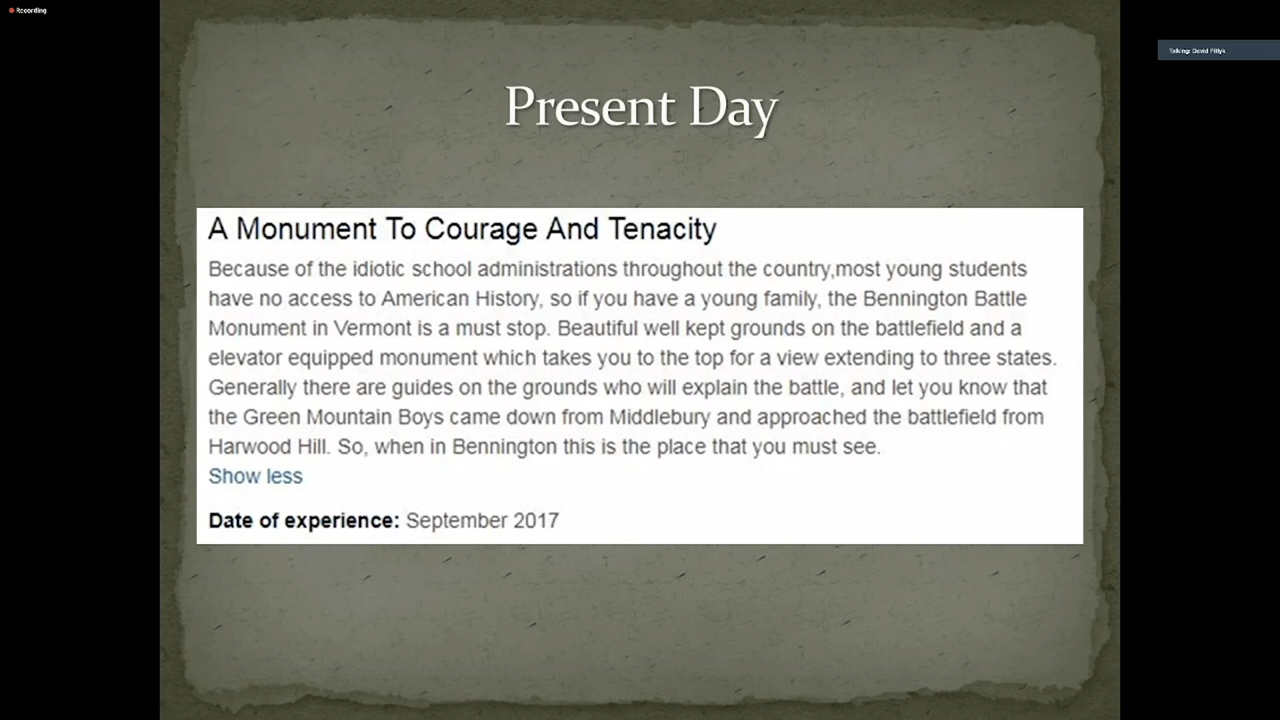 Recording
Talking: David Pitlyk
Present Day
A Monument To Courage And Tenacity
Because of the idiotic school administrations throughout the country,most young students
have no access to American History, so if you have a young family, the Bennington Battle
Monument in Vermont is a must stop. Beautiful well kept grounds on the battlefield and a
elevator equipped monument which takes you to the top for a view extending to three states.
Generally there are guides on the grounds who will explain the battle, and let you know that
the Green Mountain Boys came down from Middlebury and approached the battlefield from
Harwood Hill. So, when in Bennington this is the place that you must see.
Show less
Date of experience: September 2017